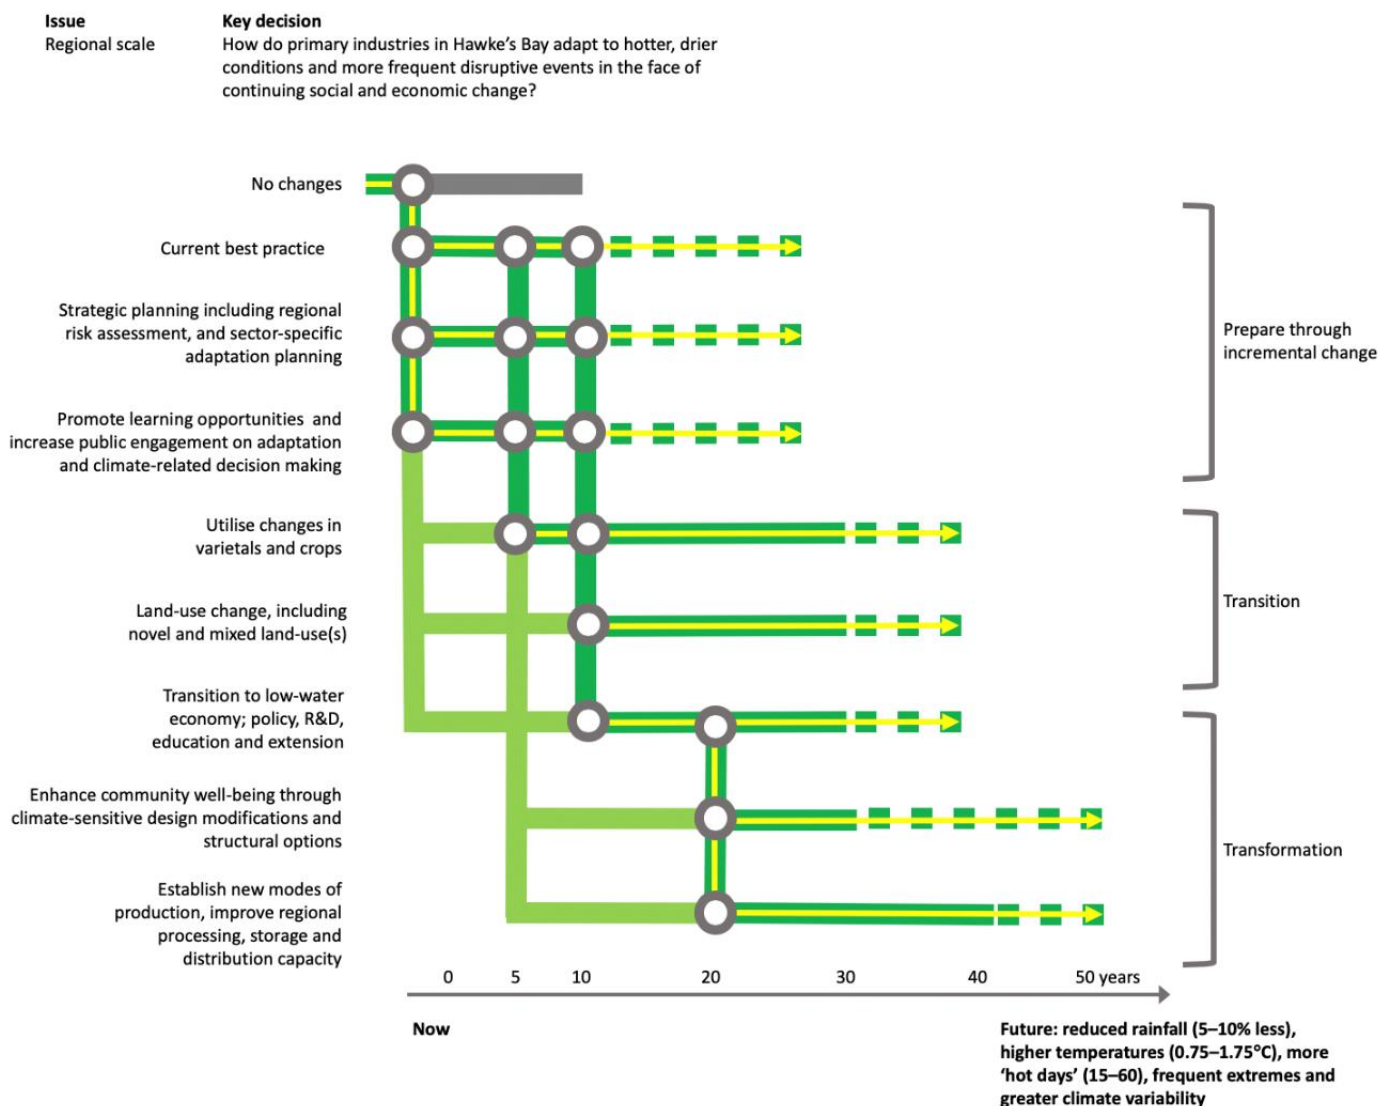 Issue
Regional scale
Key decision
How do primary industries in Hawke's Bay adapt to hotter, drier
conditions and more frequent disruptive events in the face of
continuing social and economic change?
No changes
Current best practice
Strategic planning including regional
risk assessment, and sector-specific
adaptation planning
Promote learning opportunities and
increase public engagement on adaptation
and climate-related decision making
Prepare through
incremental change
Utilise changes in
varietals and crops
Land-use change, including
novel and mixed land-use(s)
Transition
Transition to low-water
economy; policy, R&D,
education and extension
Enhance community well-being through
climate-sensitive design modifications and
structural options
Establish new modes of
production, improve regional
processing, storage and
distribution capacity
Transformation
0 5 10 20 30 40 50 years
Now
Future: reduced rainfall (5–10% less),
higher temperatures (0.75–1.75°C), more
'hot days' (15–60), frequent extremes and
greater climate variability